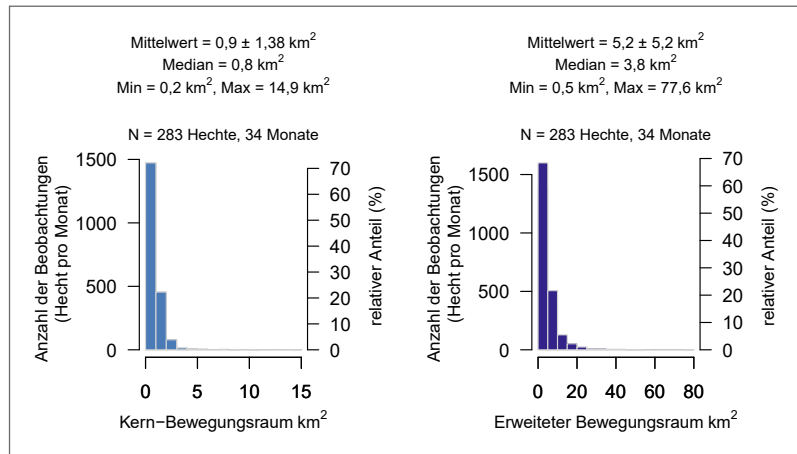 Mittelwert = 0,9 ± 1,38 km²
Median = 0,8 km²
Min = 0,2 km², Max = 14,9 km²
N = 283 Hechte, 34 Monate
Anzahl der Beobachtungen
(Hecht pro Monat)
1500
1000
500
0
70
60
50
40
30
20
10
0
relativer Anteil (%)
0 5 10 15
Kern−Bewegungsraum km²
Mittelwert = 5,2 ± 5,2 km²
Median = 3,8 km²
Min = 0,5 km², Max = 77,6 km²
N = 283 Hechte, 34 Monate
Anzahl der Beobachtungen
(Hecht pro Monat)
1500
1000
500
0
70
60
50
40
30
20
10
0
relativer Anteil (%)
0 20 40 60 80
Erweiteter Bewegungsraum km²